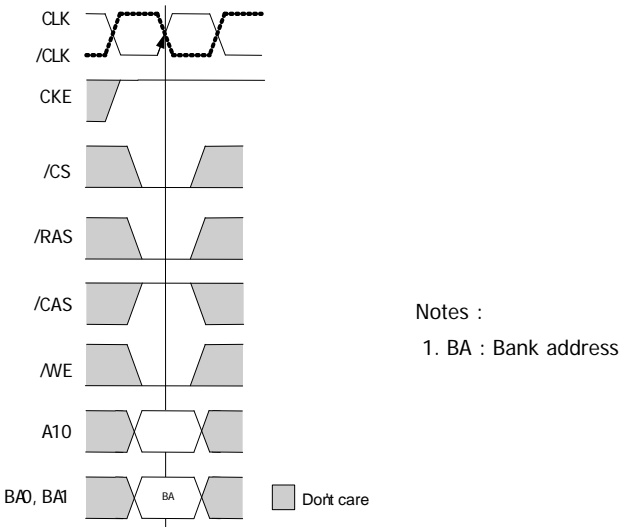 CLK
/CLK
CKE
/CS
/RAS
/CAS
/WE
A10
BA0, BA1
BA
Don't care
Notes :
1. BA : Bank address